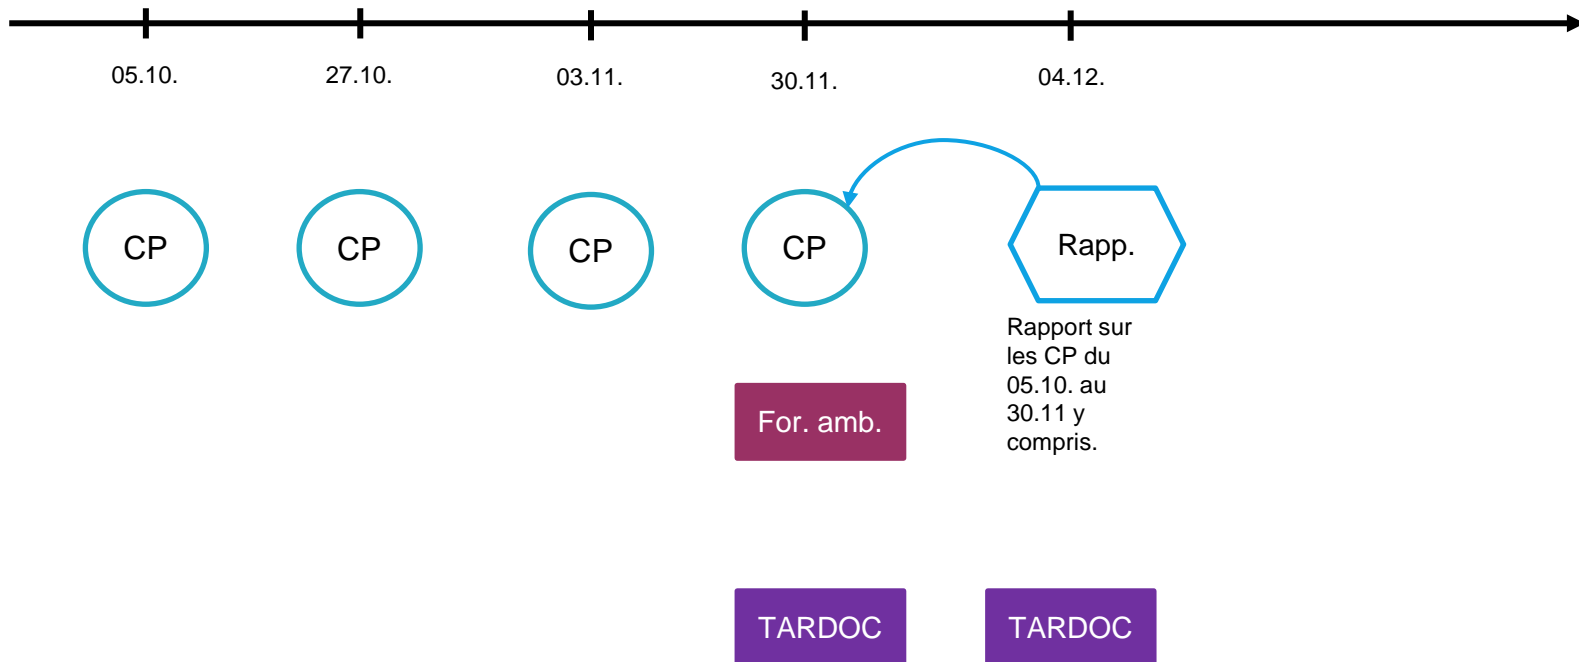 05.10.
27.10.
03.11.
30.11.
04.12.
CP
CP
CP
CP
Rapp.
Rapport sur
les CP du
05.10. au
30.11 y
compris.
For. amb.
TARDOC
TARDOC